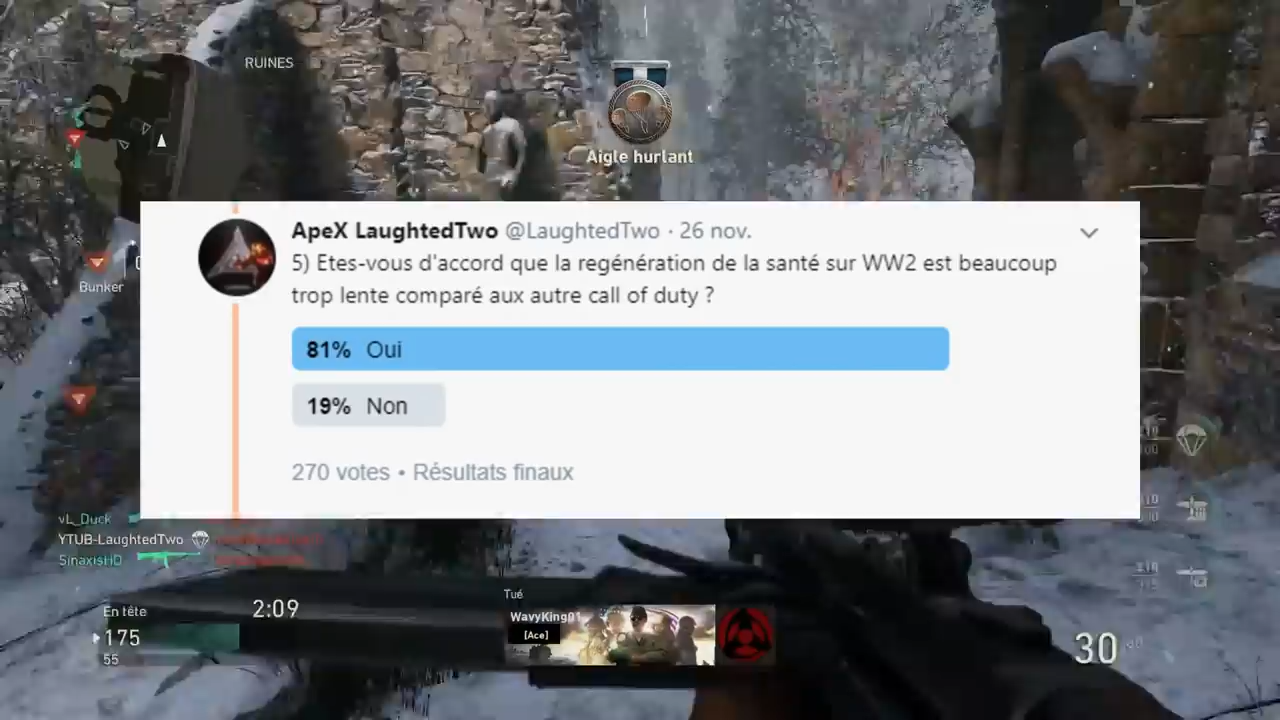 RUINES
Aigle hurlant
ApeX LaughtedTwo @LaughtedTwo · 26 nov.
5) Etes-vous d'accord que la regénération de la santé sur WW2 est beaucoup
trop lente comparé aux autre call of duty ?
Bunker
81% Oui
19% Non
270 votes • Résultats finaux
vL_Duck
YTUB-LaughtedTwo
SinaxisHD
Tué
WavyKing01
[Ace]
En tête
2:09
175
55
30